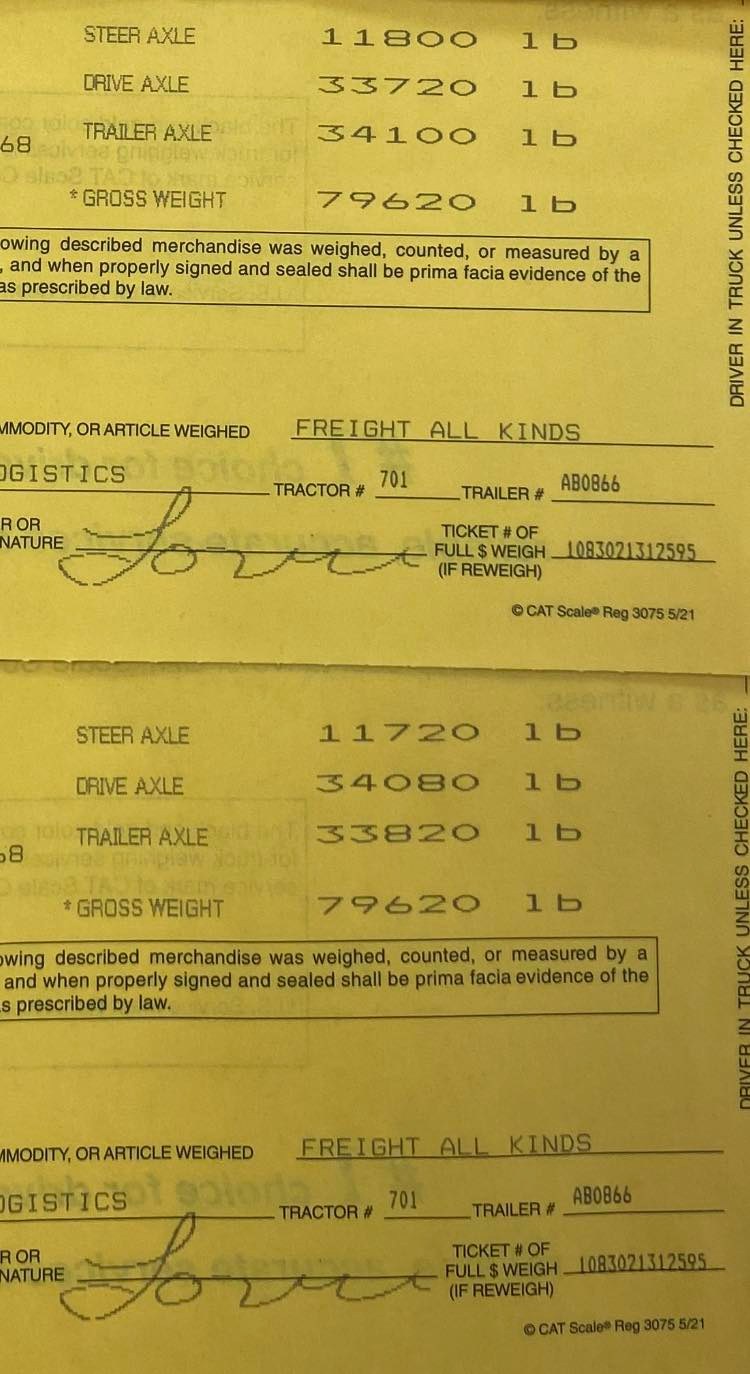 STEER AXLE 11800 lb
DRIVE AXLE 33720 lb
68 TRAILER AXLE 34100 lb
* GROSS WEIGHT 79620 lb
owing described merchandise was weighed, counted, or measured by a
, and when properly signed and sealed shall be prima facia evidence of the
as prescribed by law.
DRIVER IN TRUCK UNLESS CHECKED HERE:
MMODITY, OR ARTICLE WEIGHED FREIGHT ALL KINDS
OGISTICS TRACTOR # 701 TRAILER # AB0866
R OR
NATURE
TICKET # OF
FULL $ WEIGH 1083021312595
(IF REWEIGH)
© CAT Scale® Reg 3075 5/21
as a witness.
STEER AXLE 11720 lb
DRIVE AXLE 34080 lb
68 TRAILER AXLE 33820 lb
* GROSS WEIGHT 79620 lb
owing described merchandise was weighed, counted, or measured by a
and when properly signed and sealed shall be prima facia evidence of the
s prescribed by law.
DRIVER IN TRUCK UNLESS CHECKED HERE:
MMODITY, OR ARTICLE WEIGHED FREIGHT ALL KINDS
OGISTICS TRACTOR # 701 TRAILER # AB0866
R OR
NATURE
TICKET # OF
FULL $ WEIGH 1083021312595
(IF REWEIGH)
© CAT Scale® Reg 3075 5/21